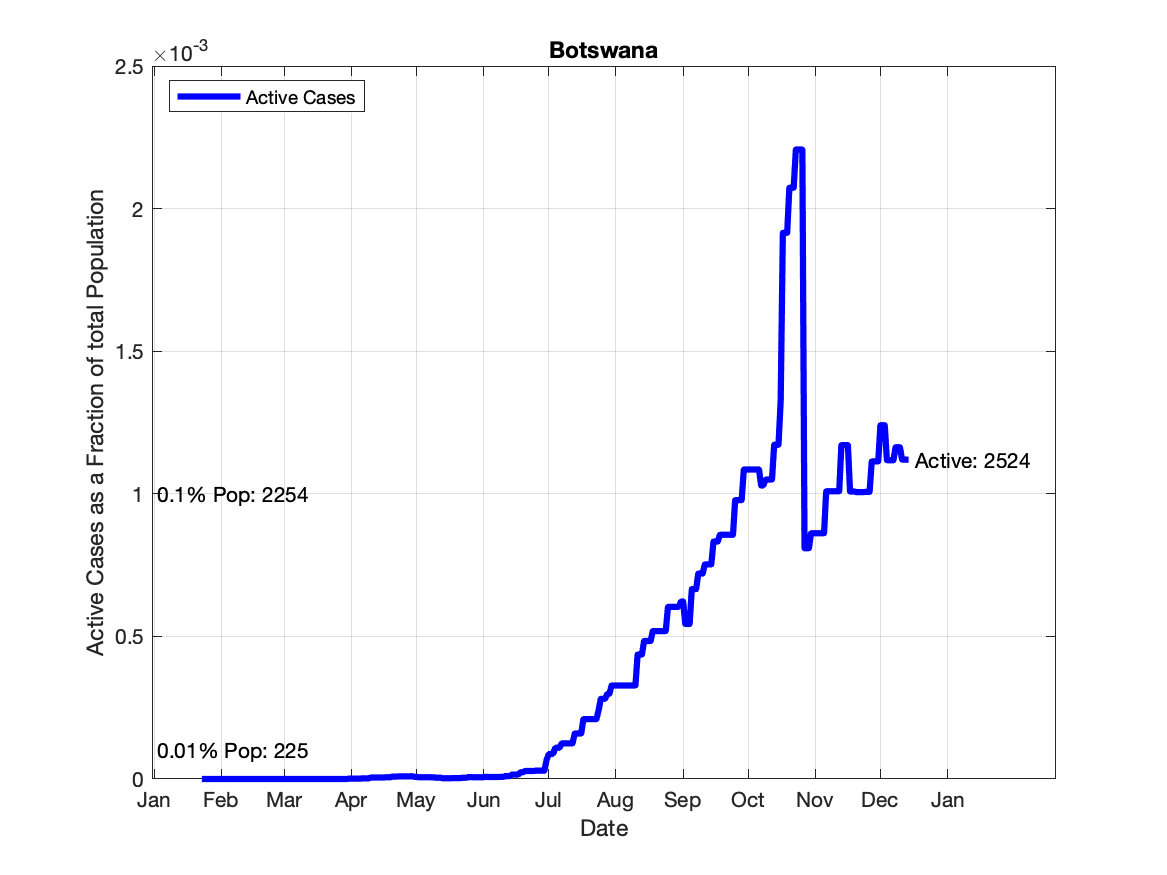 Botswana
×10-3
2.5
2
1.5
1
0.5
0
Active Cases
Active: 2524
0.1% Pop: 2254
0.01% Pop: 225
Active Cases as a Fraction of total Population
Jan Feb Mar Apr May Jun Jul Aug Sep Oct Nov Dec Jan
Date